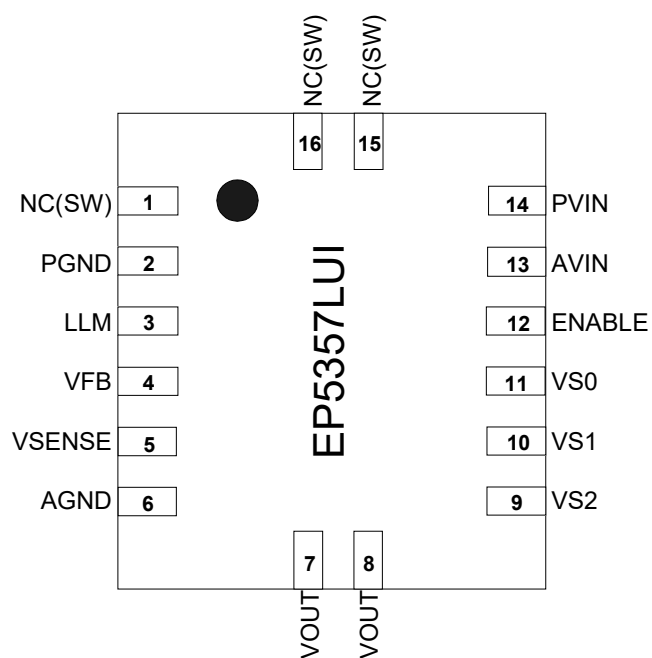 NC(SW)
NC(SW)
16
15
NC(SW) 1
14 PVIN
PGND 2
13 AVIN
LLM 3
12 ENABLE
VFB 4
11 VS0
VSENSE 5
10 VS1
AGND 6
9 VS2
EP5357LUI
7
8
VOUT
VOUT